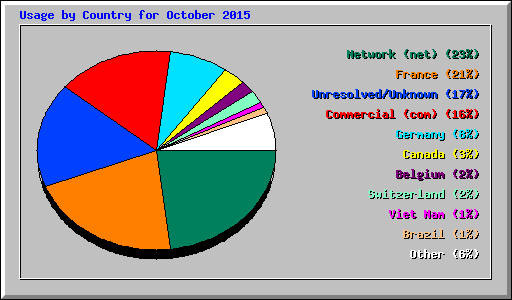 Usage by Country for October 2015
Network (net) (23%)
France (21%)
Unresolved/Unknown (17%)
Commercial (com) (16%)
Germany (8%)
Canada (3%)
Belgium (2%)
Switzerland (2%)
Viet Nam (1%)
Brazil (1%)
Other (6%)